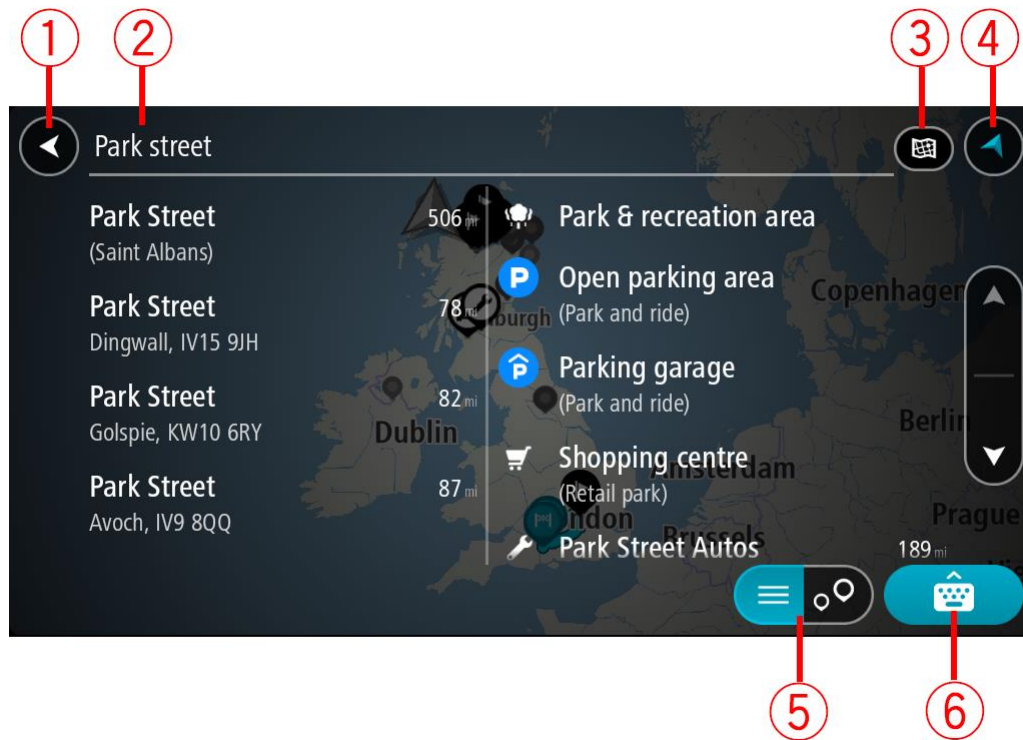 1 2 3 4
Park street
Park Street 506 mi
(Saint Albans)
Park Street 78 mi
Dingwall, IV15 9JH
Park Street 82 mi
Golspie, KW10 6RY
Park Street 87 mi
Avoch, IV9 8QQ
Park & recreation area
P Open parking area
(Park and ride)
P Parking garage
(Park and ride)
Shopping centre
(Retail park)
Park Street Autos 189 mi
burgh
Dublin
Copenhagen
Berlin
Amsterdam
ndon
Brussels
Prague
5 6